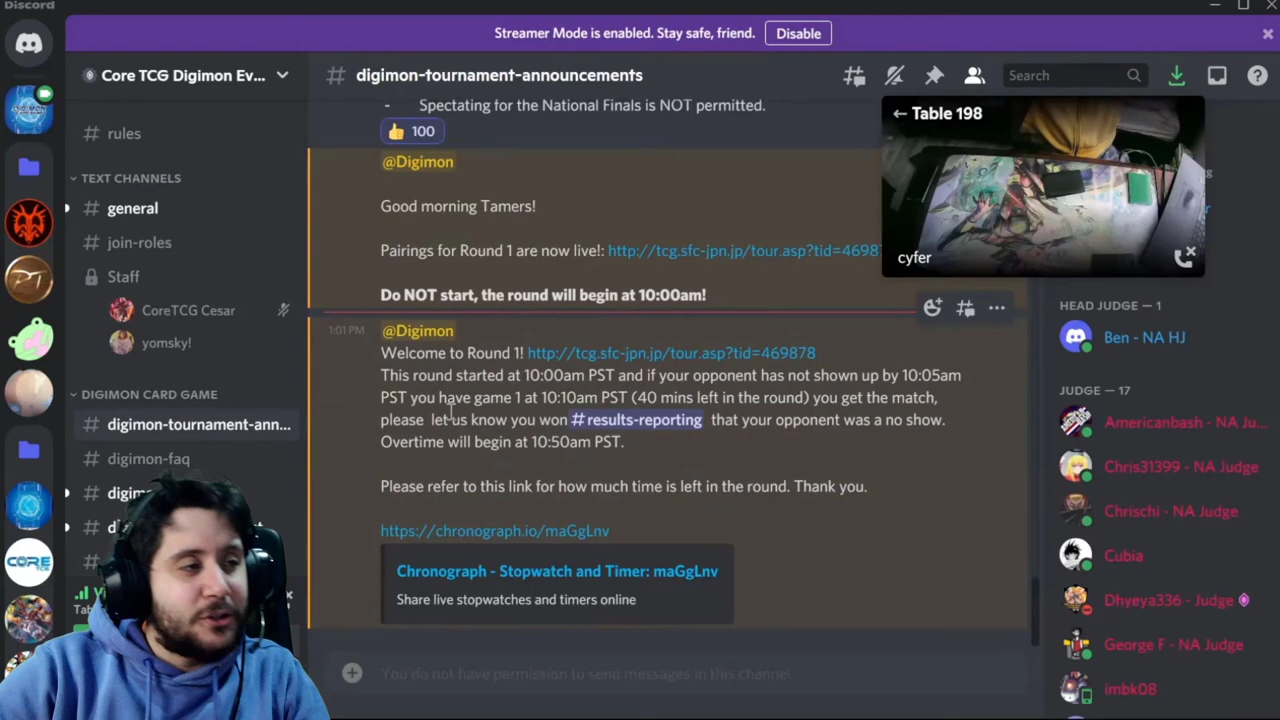 Discord
Streamer Mode is enabled. Stay safe, friend.
Disable
Core TCG Digimon Ev...
digimon-tournament-announcements
Search
rules
TEXT CHANNELS
general
join-roles
Staff
CoreTCG Cesar
yomsky!
DIGIMON CARD GAME
digimon-tournament-ann...
digimon-faq
CORE
TCG
- Spectating for the National Finals is NOT permitted.
👍 100
@Digimon
Good morning Tamers!
Pairings for Round 1 are now live!: http://tcg.sfc-jpn.jp/tour.asp?tid=4698
Do NOT start, the round will begin at 10:00am!
1:01 PM
@Digimon
Welcome to Round 1! http://tcg.sfc-jpn.jp/tour.asp?tid=469878
This round started at 10:00am PST and if your opponent has not shown up by 10:05am
PST you have game 1 at 10:10am PST (40 mins left in the round) you get the match,
please let us know you won #results-reporting that your opponent was a no show.
Overtime will begin at 10:50am PST.
Please refer to this link for how much time is left in the round. Thank you.
https://chronograph.io/maGgLnv
Chronograph - Stopwatch and Timer: maGgLnv
Share live stopwatches and timers online
You do not have permission to send messages in this channel.
Table 198
cyfer
HEAD JUDGE — 1
Ben - NA HJ
JUDGE — 17
Americanbash - NA Ju...
Chris31399 - NA Judge
Chrischi - NA Judge
Cubia
Dhyeya336 - Judge
George F - NA Judge
imbk08